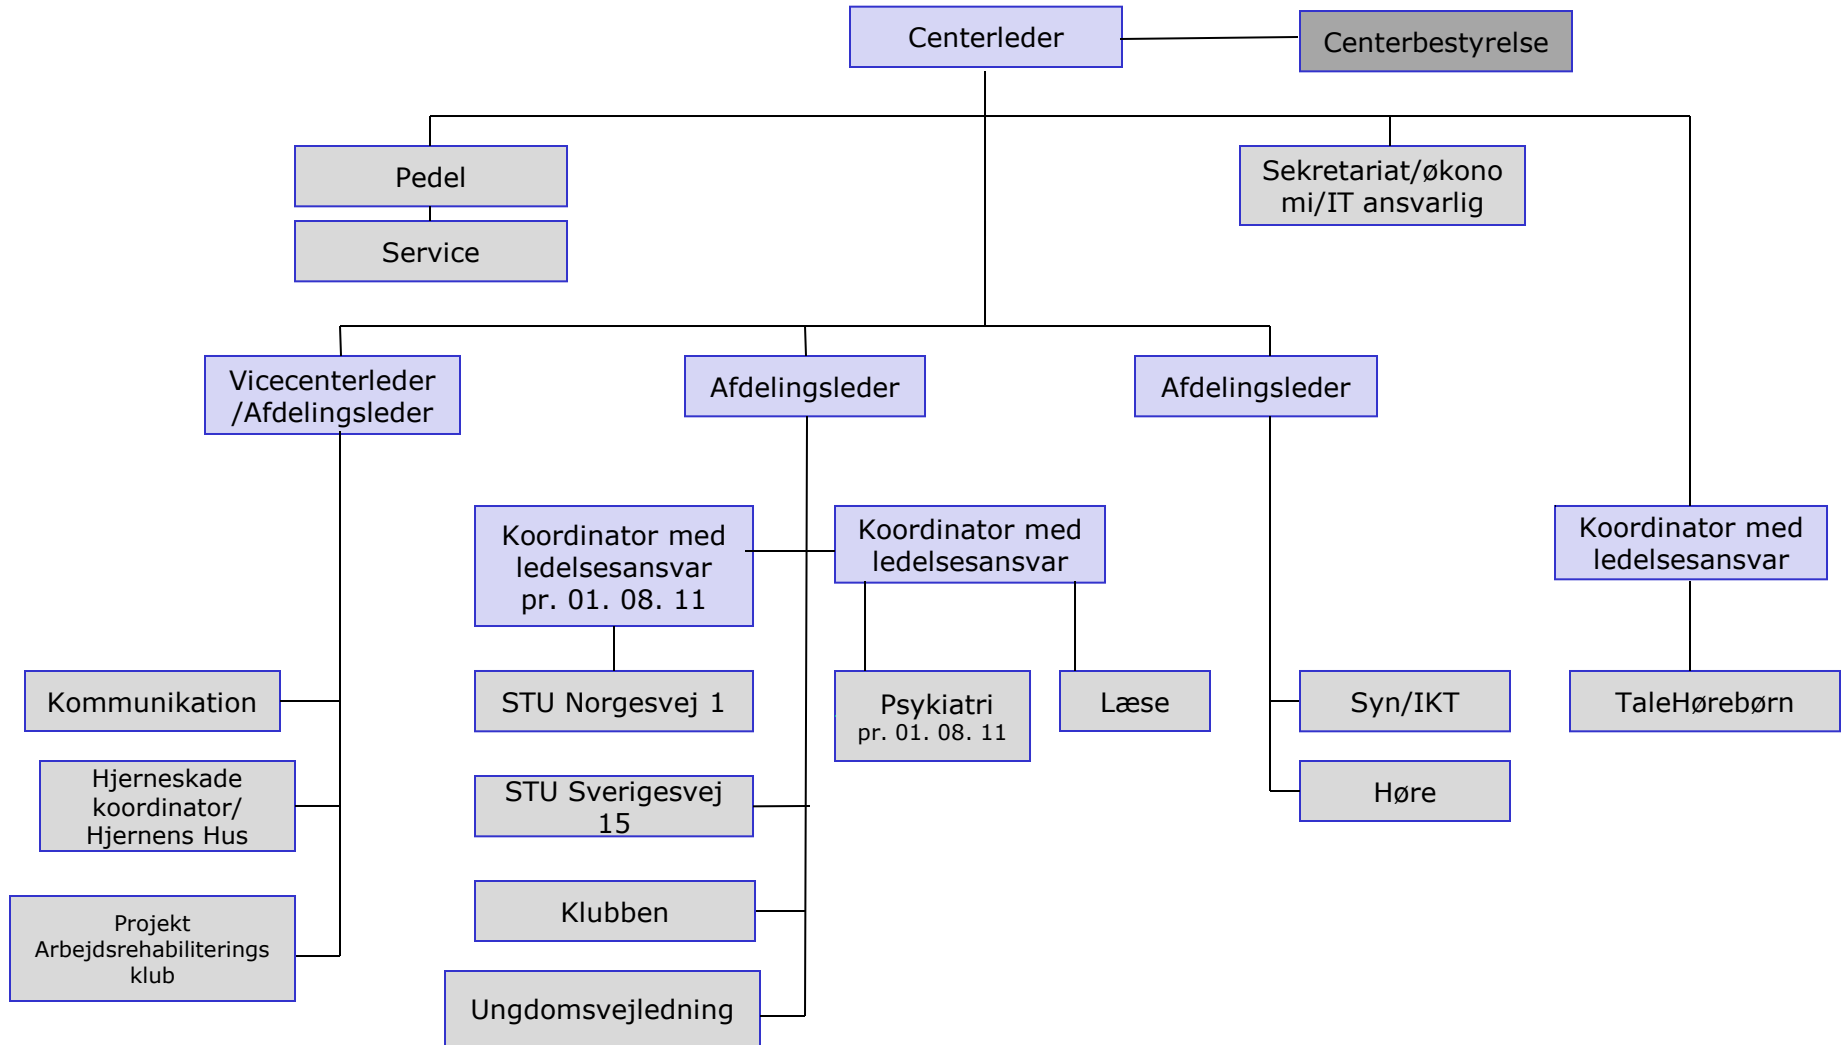 Centerleder
Centerbestyrelse
Pedel
Sekretariat/økono
mi/IT ansvarlig
Service
Vicecenterleder
/Afdelingsleder
Afdelingsleder
Afdelingsleder
Koordinator med
ledelsesansvar
pr. 01. 08. 11
Koordinator med
ledelsesansvar
Koordinator med
ledelsesansvar
Kommunikation
STU Norgesvej 1
Psykiatri
pr. 01. 08. 11
Læse
Syn/IKT
TaleHørebørn
Hjerneskade
koordinator/
Hjernens Hus
STU Sverigesvej
15
Høre
Projekt
Arbejdsrehabiliterings
klub
Klubben
Ungdomsvejledning